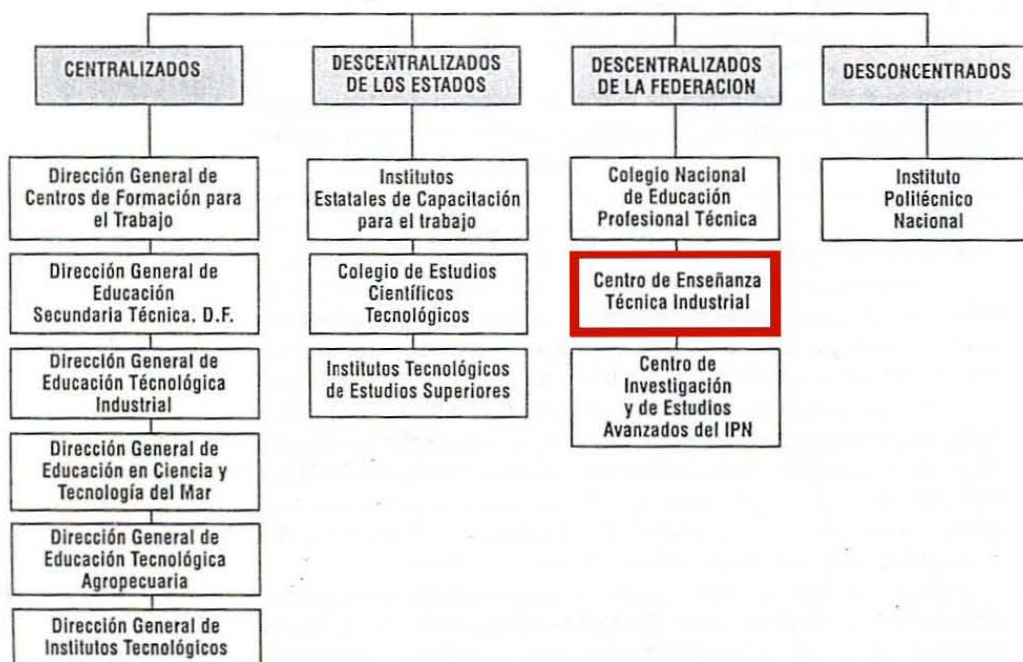 CENTRALIZADOS
Dirección General de
Centros de Formación para
el Trabajo
Dirección General de
Educación
Secundaria Técnica. D.F.
Dirección General de
Educación Técnológica
Industrial
Dirección General de
Educación en Ciencia y
Tecnología del Mar
Dirección General de
Educación Tecnológica
Agropecuaria
Dirección General de
Institutos Tecnológicos
DESCENTRALIZADOS
DE LOS ESTADOS
Institutos
Estatales de Capacitación
para el trabajo
Colegio de Estudios
Científicos
Tecnológicos
Institutos Tecnológicos
de Estudios Superiores
DESCENTRALIZADOS
DE LA FEDERACION
Colegio Nacional
de Educación
Profesional Técnica
Centro de Enseñanza
Técnica Industrial
Centro de
Investigación
y de Estudios
Avanzados del IPN
DESCONCENTRADOS
Instituto
Politécnico
Nacional